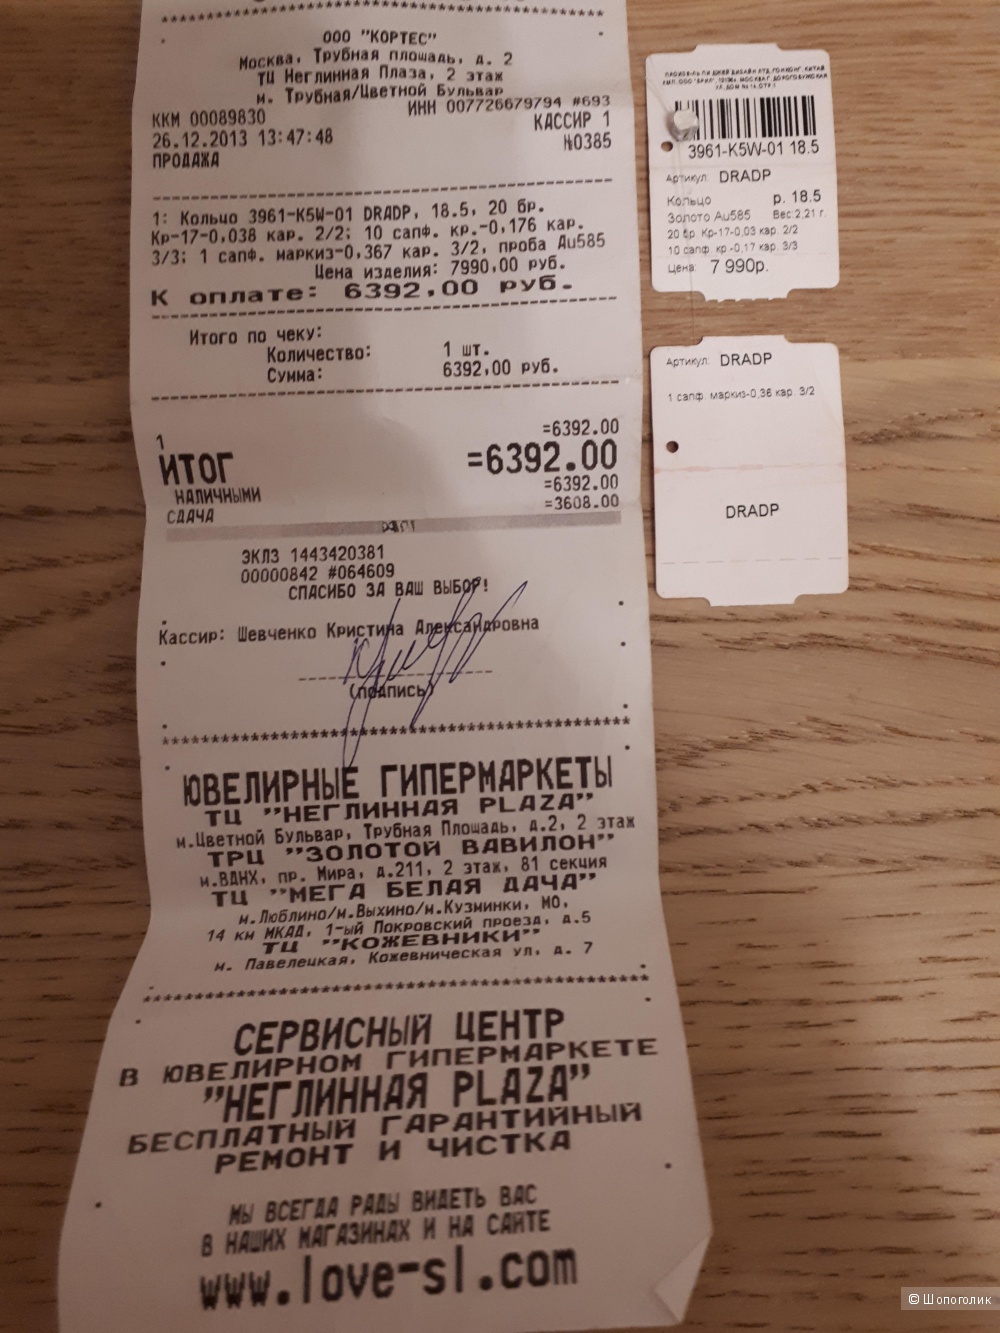 ООО "КОРТЕС"
Москва, Трубная площадь, д. 2
ТЦ Неглинная Плаза, 2 этаж
м. Трубная/Цветной Бульвар
ККМ 00089830 ИНН 007726679794 #693
26.12.2013 13:47:48 КАССИР 1
ПРОДАЖА №0385
1: Кольцо 3961-K5W-01 DRADP, 18.5, 20 бр.
Кр-17-0,038 кар. 2/2; 10 сапф. кр.-0,176 кар.
3/3; 1 сапф. маркиз-0,367 кар. 3/2, проба Au585
Цена изделия: 7990,00 руб.
К оплате: 6392,00 руб.
Итого по чеку:
Количество: 1 шт.
Сумма: 6392,00 руб.
1 =6392.00
ИТОГ =6392.00
НАЛИЧНЫМИ =6392.00
СДАЧА =3608.00
ЭКЛЗ 1443420381
00000842 #064609
СПАСИБО ЗА ВАШ ВЫБОР!
Кассир: Шевченко Кристина Александровна
(подпись)
ЮВЕЛИРНЫЕ ГИПЕРМАРКЕТЫ
ТЦ "НЕГЛИННАЯ PLAZA"
м.Цветной Бульвар, Трубная Площадь, д.2, 2 этаж
ТРЦ "ЗОЛОТОЙ ВАВИЛОН"
м.ВДНХ, пр. Мира, д.211, 2 этаж, 81 секция
ТЦ "МЕГА БЕЛАЯ ДАЧА"
м.Люблино/м.Выхино/м.Кузминки, МО,
14 км МКАД, 1-ый Покровский проезд, д.5
ТЦ "КОЖЕВНИКИ"
м. Павелецкая, Кожевническая ул, д. 7
СЕРВИСНЫЙ ЦЕНТР
В ЮВЕЛИРНОМ ГИПЕРМАРКЕТЕ
"НЕГЛИННАЯ PLAZA"
БЕСПЛАТНЫЙ ГАРАНТИЙНЫЙ
РЕМОНТ И ЧИСТКА
МЫ ВСЕГДА РАДЫ ВИДЕТЬ ВАС
В НАШИХ МАГАЗИНАХ И НА САЙТЕ
www.love-sl.com
3961-K5W-01 18.5
Артикул: DRADP
Кольцо р. 18.5
Золото Au585 Вес:2,21 г.
20 бр. Кр-17-0,03 кар. 2/2
10 сапф. кр.-0,17 кар. 3/3
Цена: 7 990р.
Артикул: DRADP
1 сапф. маркиз-0,36 кар. 3/2
DRADP
© Шопоголик